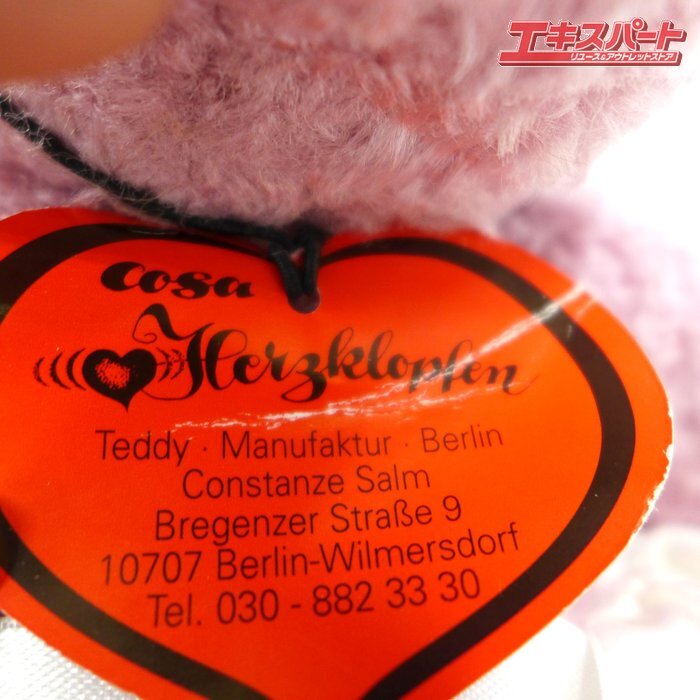 エキスパート
リユース&アウトレットストア
cosa
Herzklopfen
Teddy · Manufaktur · Berlin
Constanze Salm
Bregenzer Straße 9
10707 Berlin-Wilmersdorf
Tel. 030 - 882 33 30